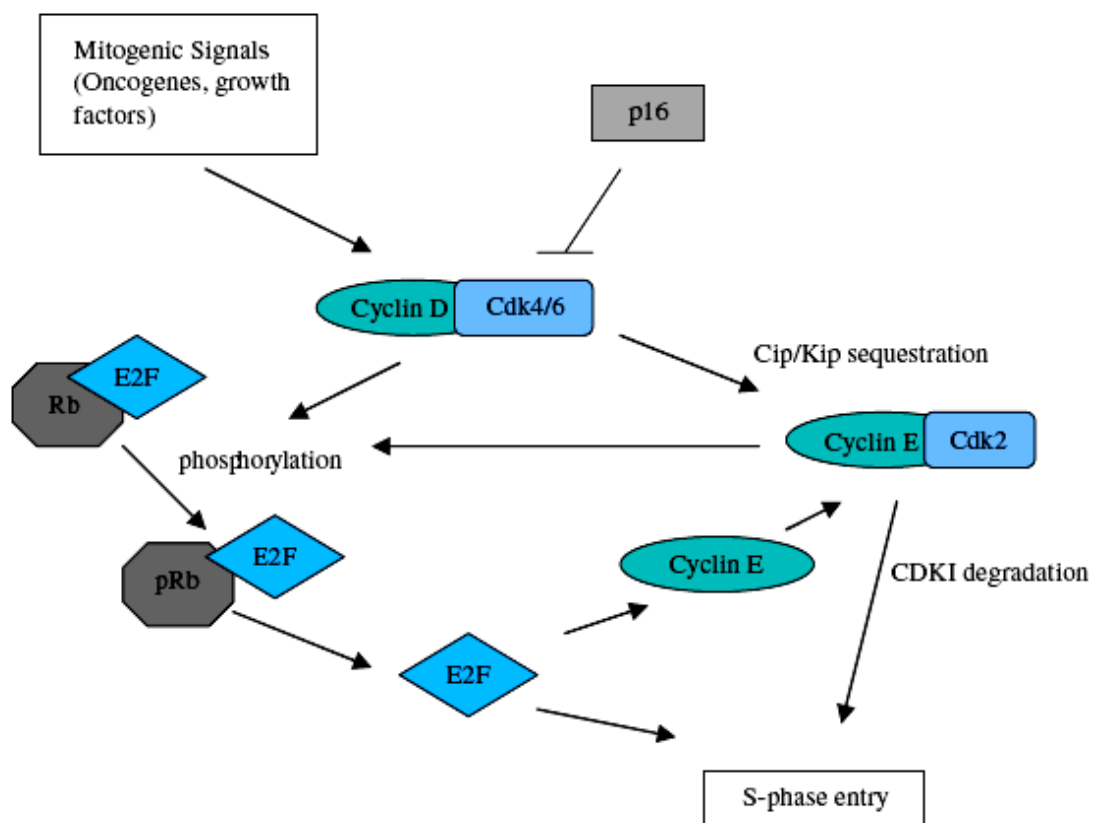 Mitogenic Signals
(Oncogenes, growth
factors)
p16
Cyclin D
Cdk4/6
Cip/Kip sequestration
E2F
Rb
Cyclin E
Cdk2
phosphorylation
E2F
pRb
Cyclin E
CDKI degradation
E2F
S-phase entry